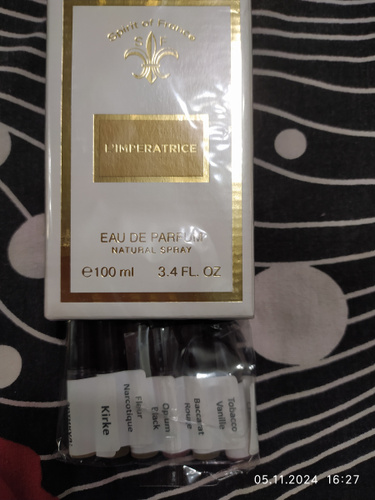 Spirit of France
S F
L'IMPERATRICE
EAU DE PARFUM
NATURAL SPRAY
℮100 ml 3.4 FL. OZ
Kirke
Fleur
Narcotique
Opium
Black
Baccarat
Rouge
Tobacco
Vanille
05.11.2024 16:27